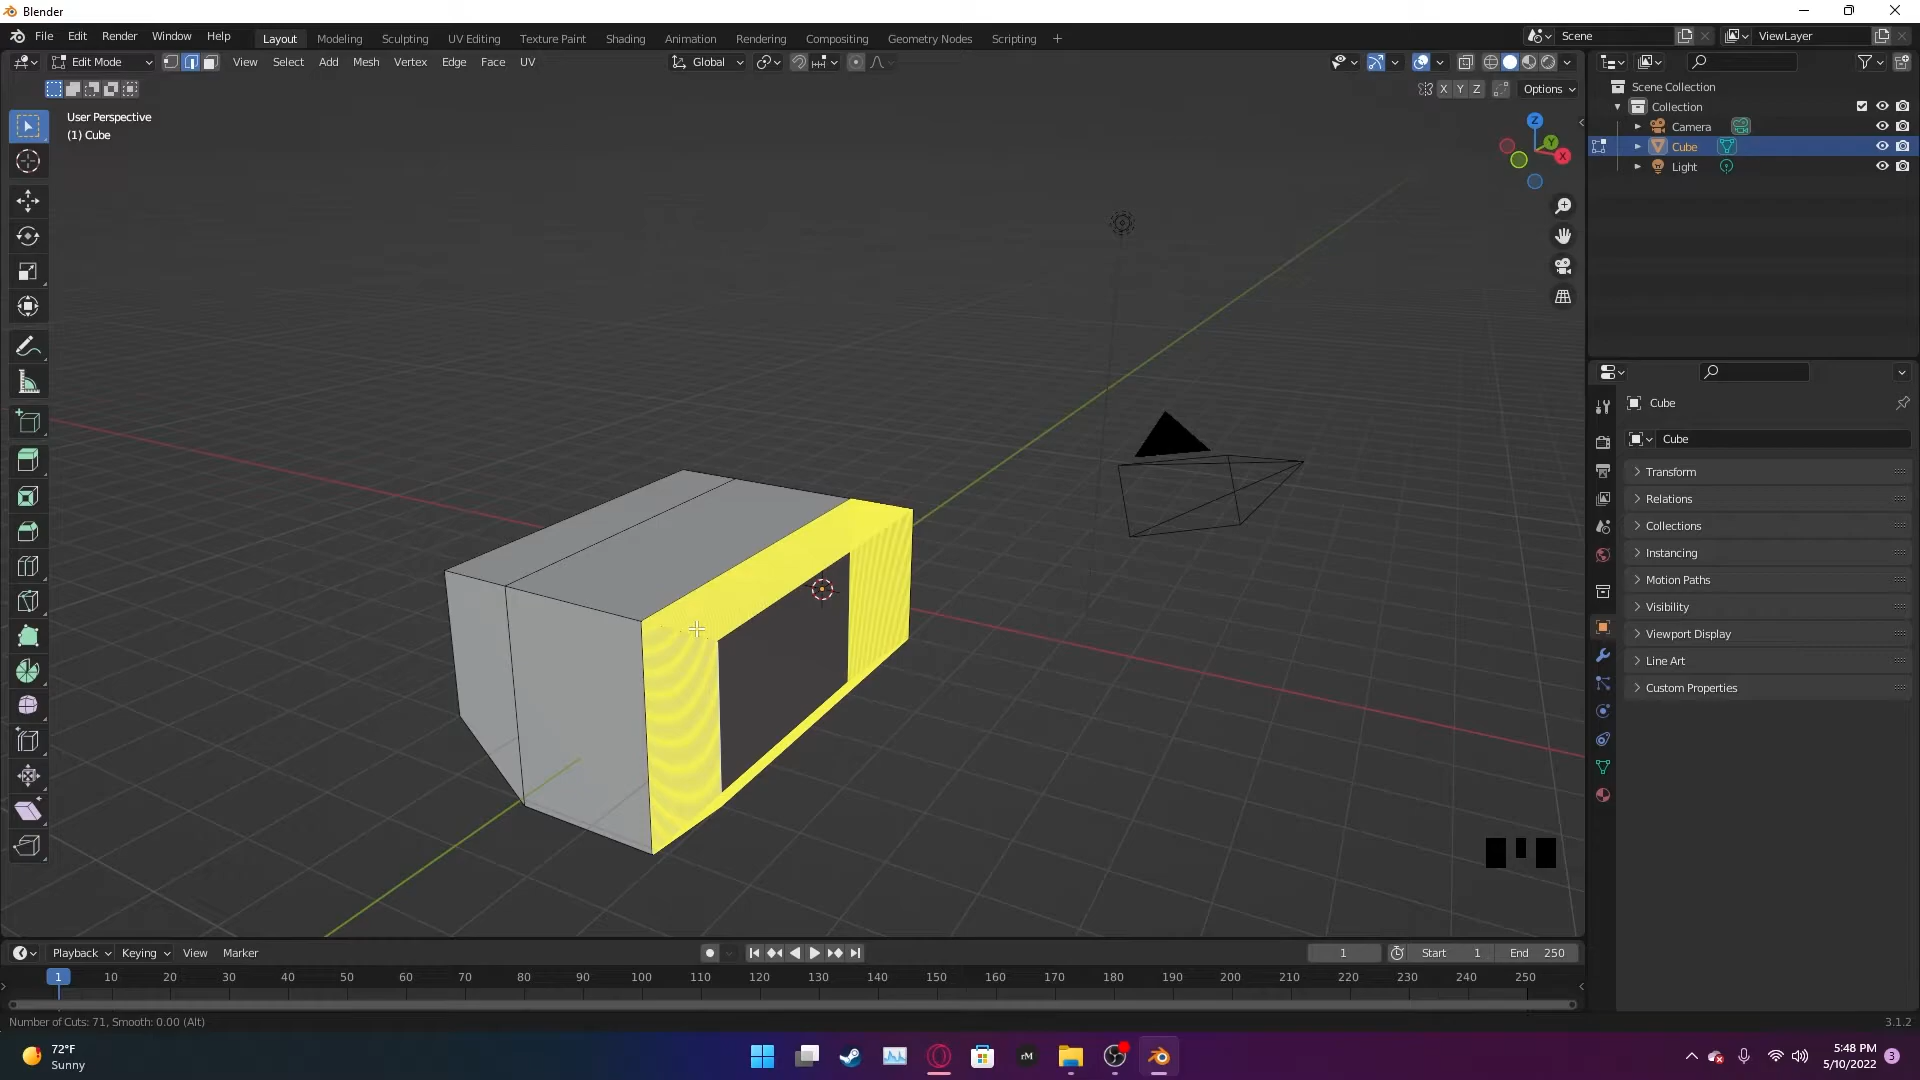 Blender
File Edit Render Window Help
Layout Modeling Sculpting UV Editing Texture Paint Shading Animation Rendering Compositing Geometry Nodes Scripting +
Scene
ViewLayer
Edit Mode
View Select Add Mesh Vertex Edge Face UV
Global
X Y Z
Options
User Perspective
(1) Cube
Z
Y
X
Scene Collection
Collection
Camera
Cube
Light
Cube
Cube
Transform
Relations
Collections
Instancing
Motion Paths
Visibility
Viewport Display
Line Art
Custom Properties
Playback Keying View Marker
1
Start 1
End 250
1 10 20 30 40 50 60 70 80 90 100 110 120 130 140 150 160 170 180 190 200 210 220 230 240 250
Number of Cuts: 71, Smooth: 0.00 (Alt)
3.1.2
72°F
Sunny
rM
5:48 PM
5/10/2022
3